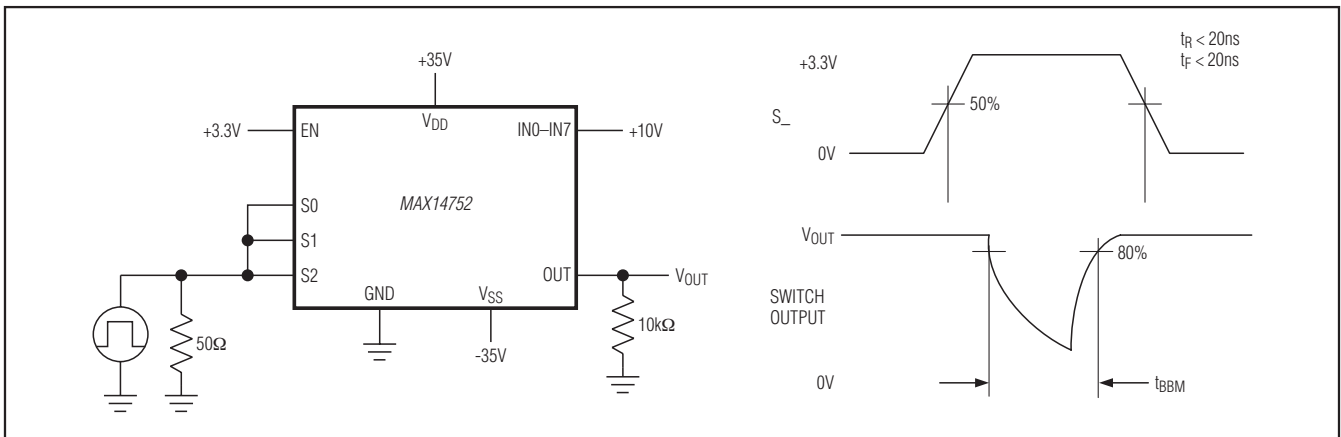 +35V
+3.3V
EN
VDD
IN0–IN7
+10V
S0
MAX14752
S1
S2
OUT
VOUT
GND
VSS
50Ω
-35V
10kΩ
tR < 20ns
tF < 20ns
+3.3V
50%
S_
0V
VOUT
80%
SWITCH
OUTPUT
0V
tBBM